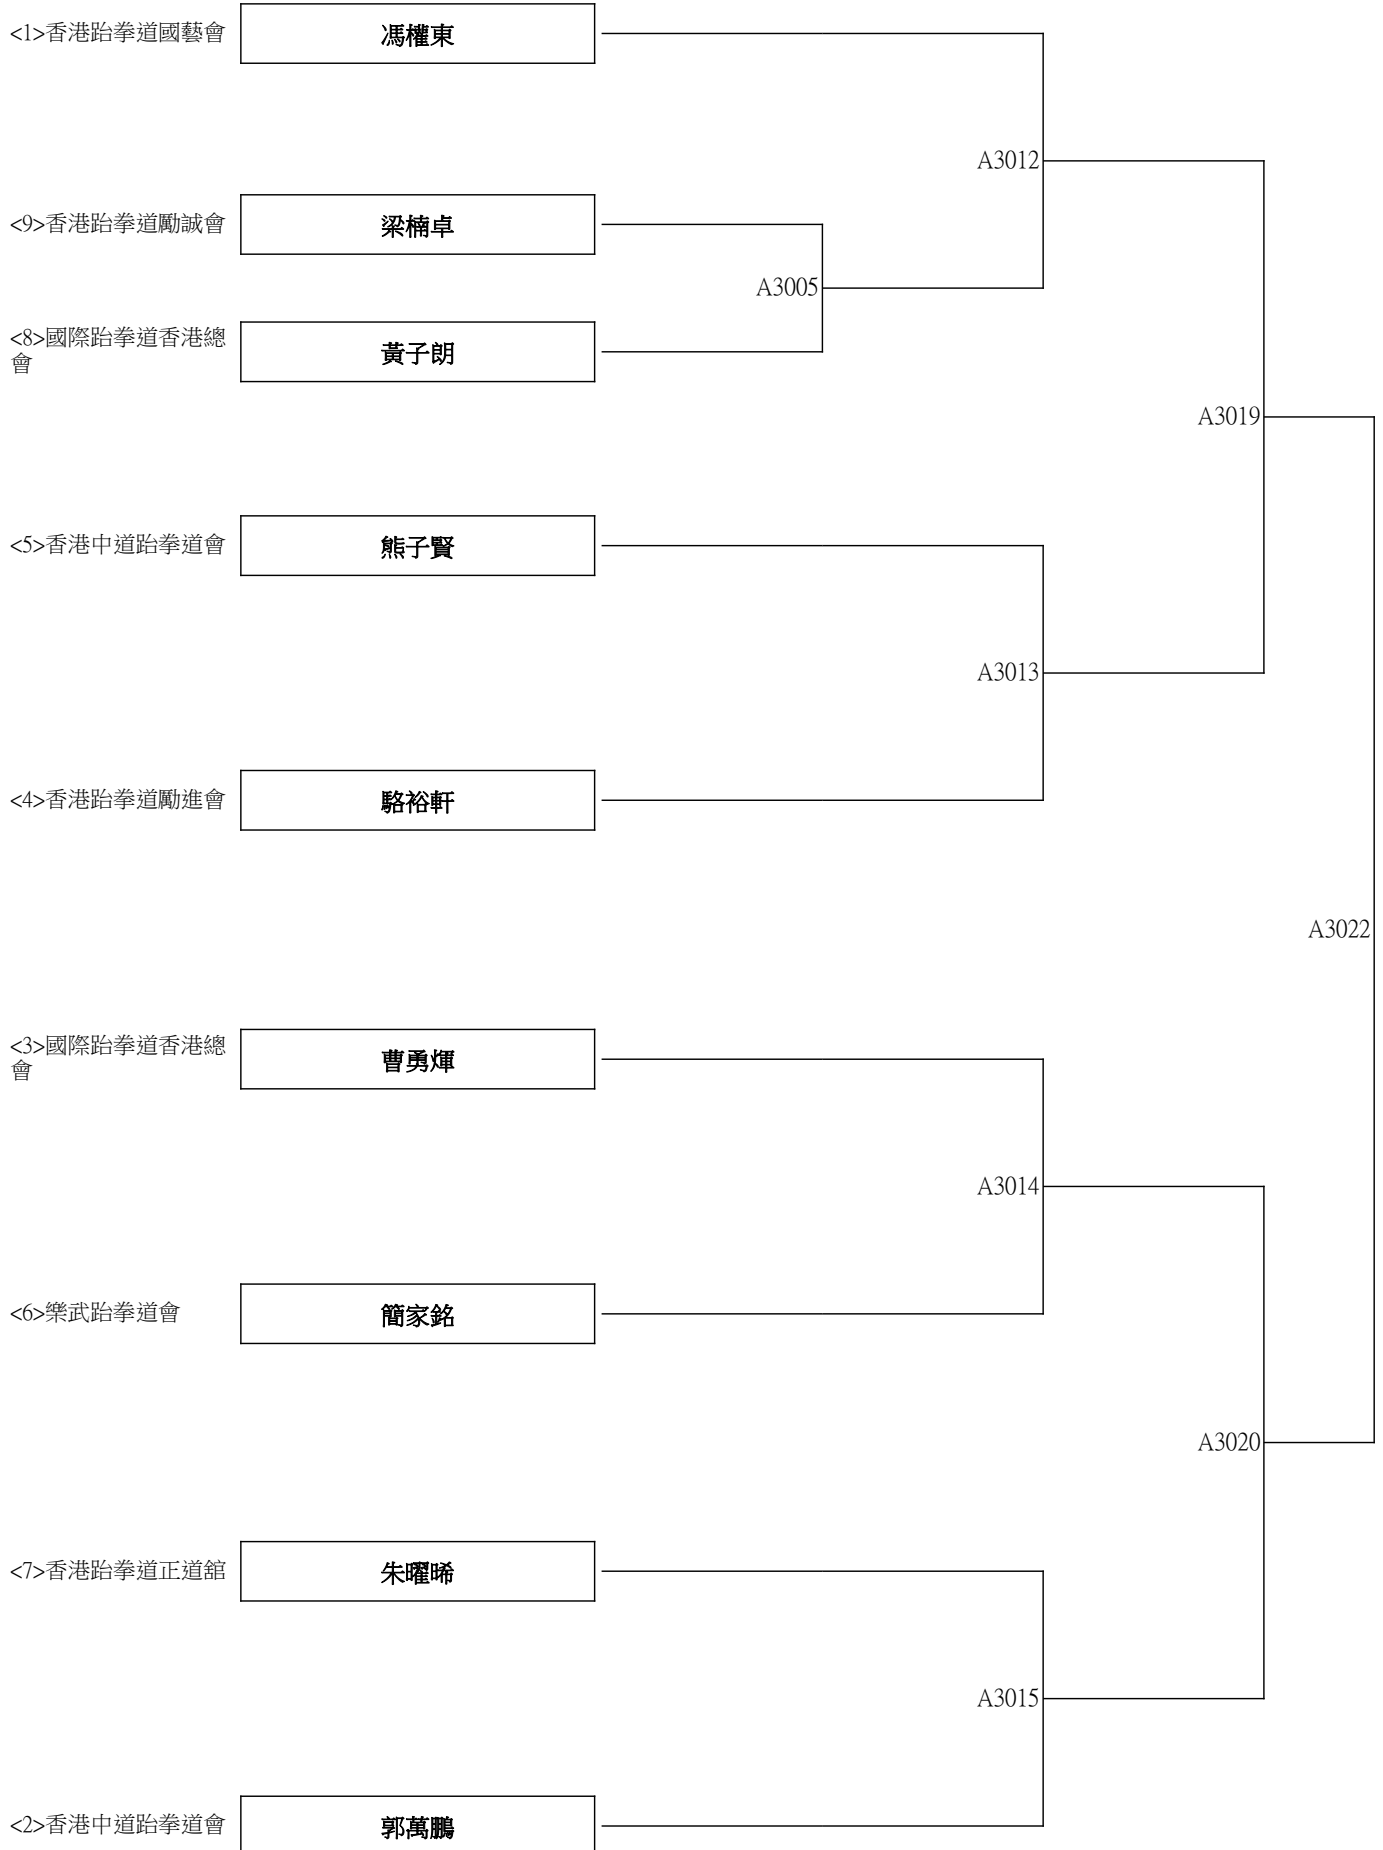 <1>香港跆拳道國藝會
馮權東
A3012
<9>香港跆拳道勵誠會
梁楠卓
A3005
<8>國際跆拳道香港總
會
黃子朗
A3019
<5>香港中道跆拳道會
熊子賢
A3013
<4>香港跆拳道勵進會
駱裕軒
A3022
<3>國際跆拳道香港總
會
曹勇煇
A3014
<6>樂武跆拳道會
簡家銘
A3020
<7>香港跆拳道正道舘
朱曜晞
A3015
<2>香港中道跆拳道會
郭萬鵬